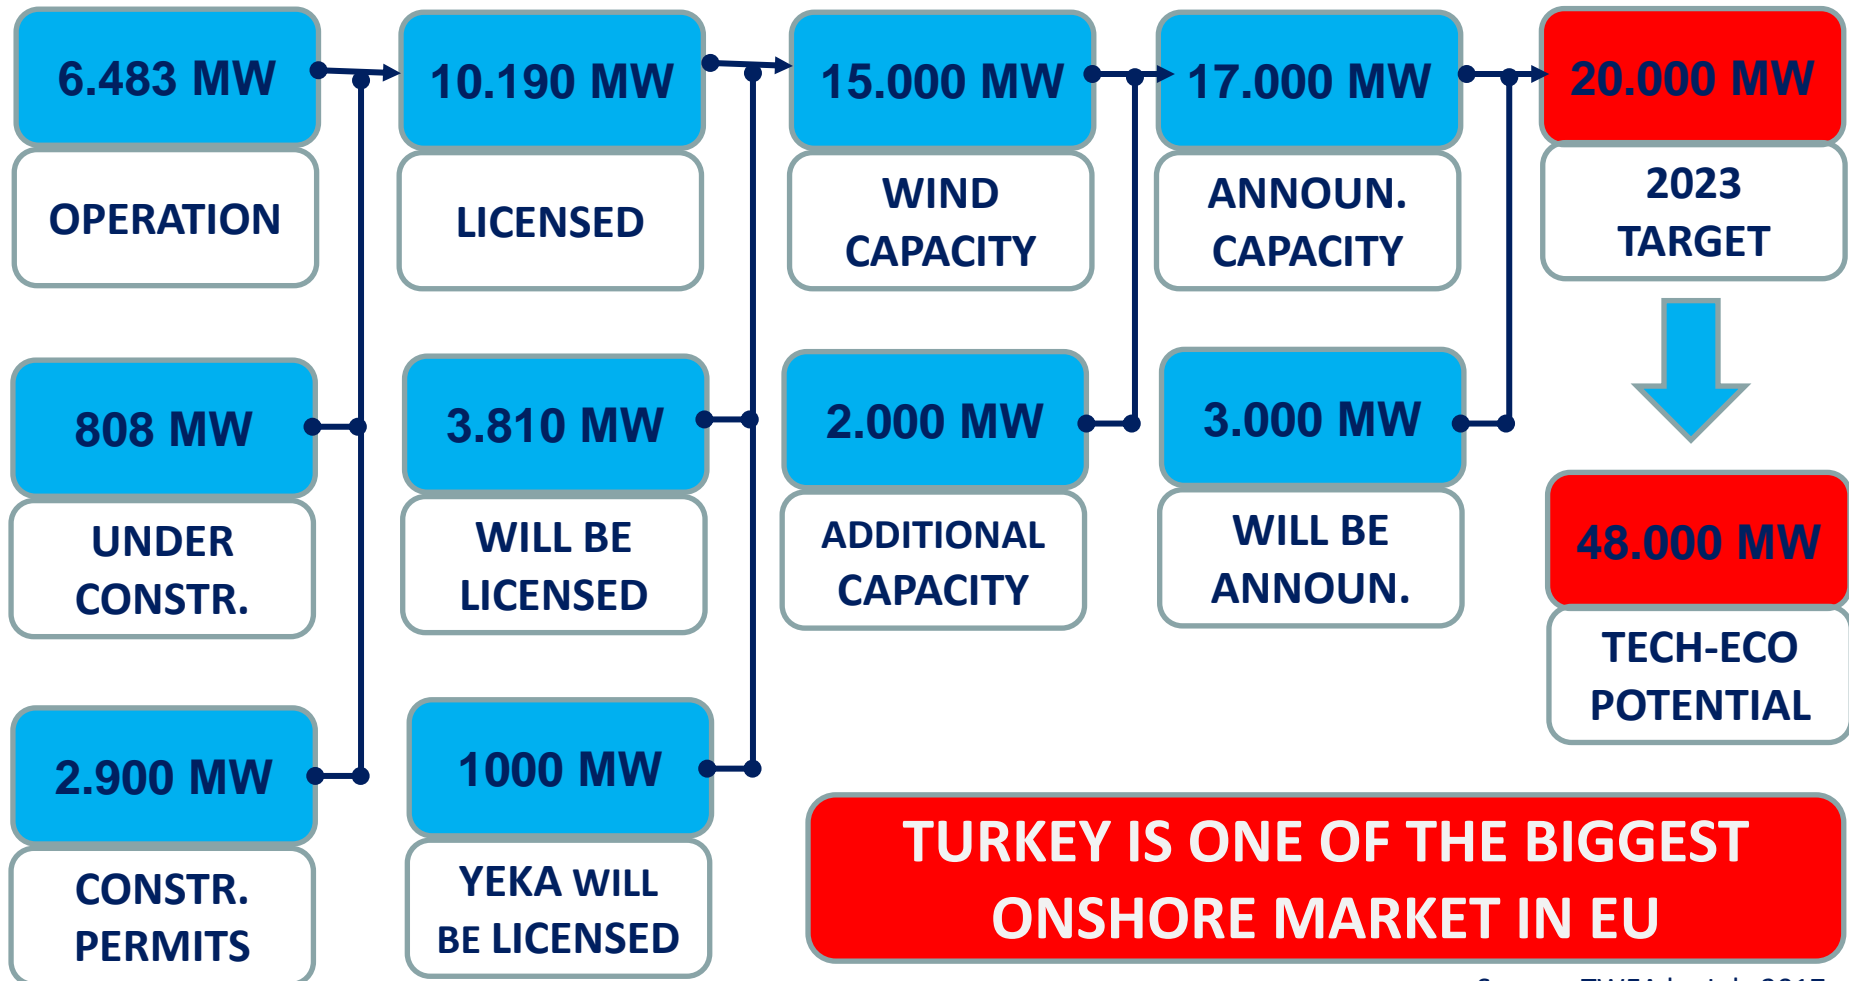 6.483 MW
OPERATION
808 MW
UNDER
CONSTR.
2.900 MW
CONSTR.
PERMITS
10.190 MW
LICENSED
3.810 MW
WILL BE
LICENSED
1000 MW
YEKA WILL
BE LICENSED
15.000 MW
WIND
CAPACITY
2.000 MW
ADDITIONAL
CAPACITY
17.000 MW
ANNOUN.
CAPACITY
3.000 MW
WILL BE
ANNOUN.
20.000 MW
2023
TARGET
48.000 MW
TECH-ECO
POTENTIAL
TURKEY IS ONE OF THE BIGGEST
ONSHORE MARKET IN EU